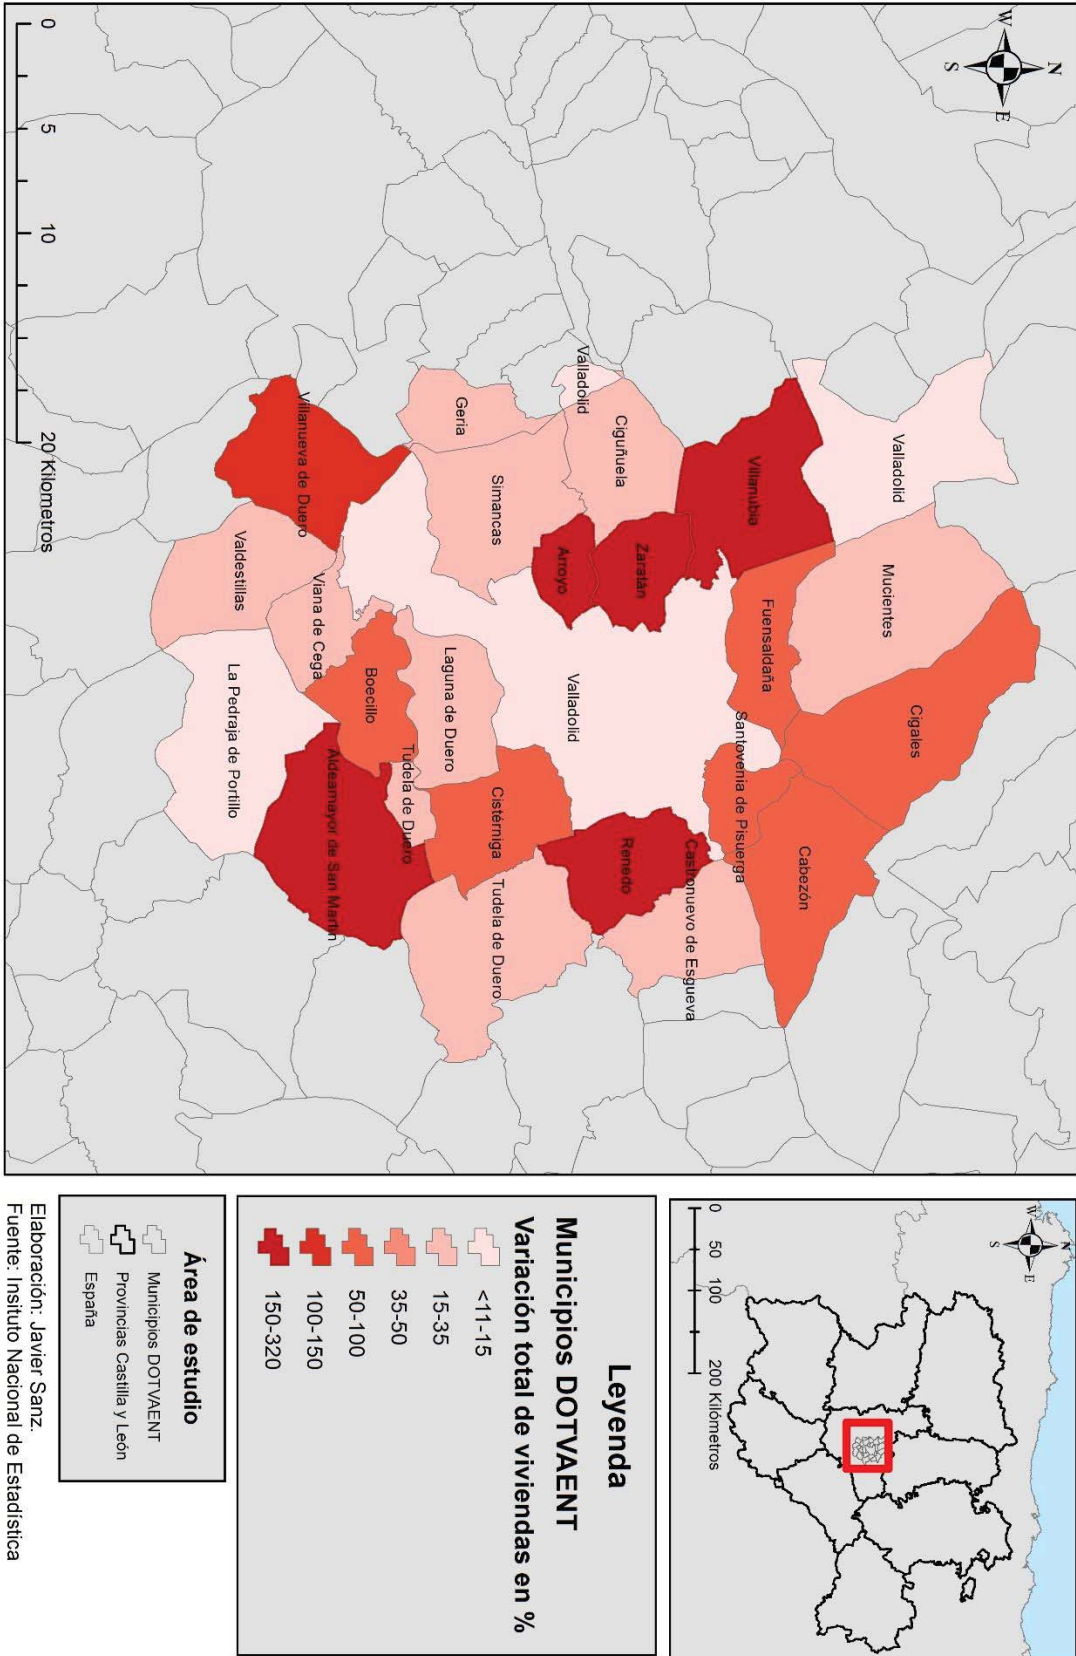 N
W
E
S
Valladolid
Mucientes
Cigales
Villanubla
Fuensaldaña
Cabezón
Santovenia de Pisuerga
Valladolid
Ciguñuela
Zaratán
Castronuevo de Esgueva
Renedo
Arroyo
Valladolid
Geria
Simancas
Laguna de Duero
Cistérniga
Tudela de Duero
Tudela de Duero
Boecillo
Villanueva de Duero
Viana de Cega
Aldeamayor de San Martín
Valdestillas
La Pedraja de Portillo
0 5 10 20 Kilometros
N
W
E
S
0 50 100 200 Kilómetros
Leyenda
Municipios DOTVAENT
Variación total de viviendas en %
<11-15
15-35
35-50
50-100
100-150
150-320
Área de estudio
Municipios DOTVAENT
Provincias Castilla y León
España
Elaboración: Javier Sanz.
Fuente: Insituto Nacional de Estadística